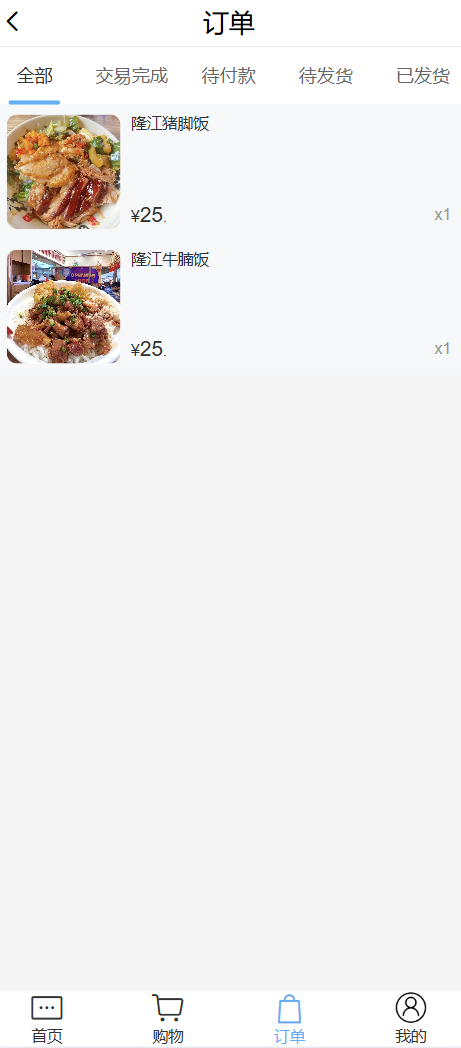 订单
全部 交易完成 待付款 待发货 已发货
隆江猪脚饭
¥25. x1
隆江牛腩饭
¥25. x1
首页 购物 订单 我的